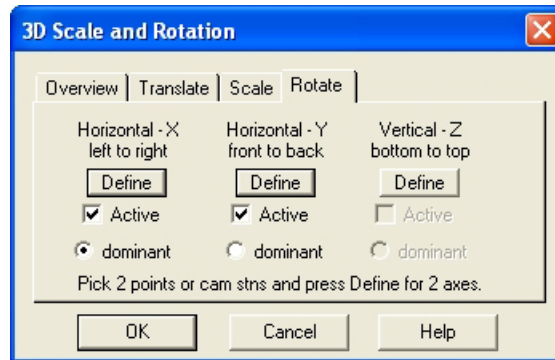 3D Scale and Rotation
Overview Translate Scale Rotate
Horizontal - X Horizontal - Y Vertical - Z
left to right front to back bottom to top
Define Define Define
Active Active Active
dominant dominant dominant
Pick 2 points or cam stns and press Define for 2 axes.
OK Cancel Help